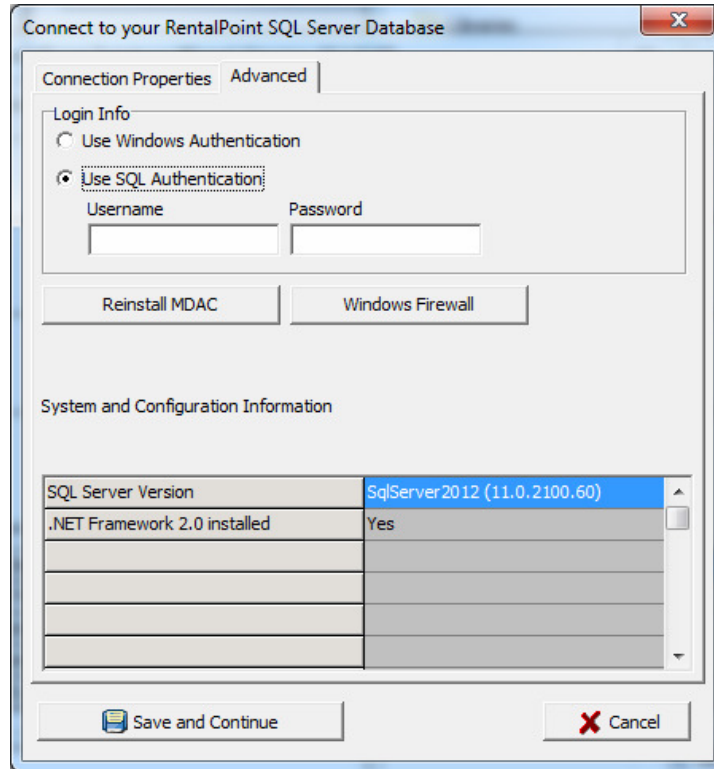 Connect to your RentalPoint SQL Server Database
Connection Properties Advanced
Login Info
Use Windows Authentication
Use SQL Authentication
Username Password
Reinstall MDAC Windows Firewall
System and Configuration Information
SQL Server Version SqlServer2012 (11.0.2100.60)
.NET Framework 2.0 installed Yes
Save and Continue Cancel